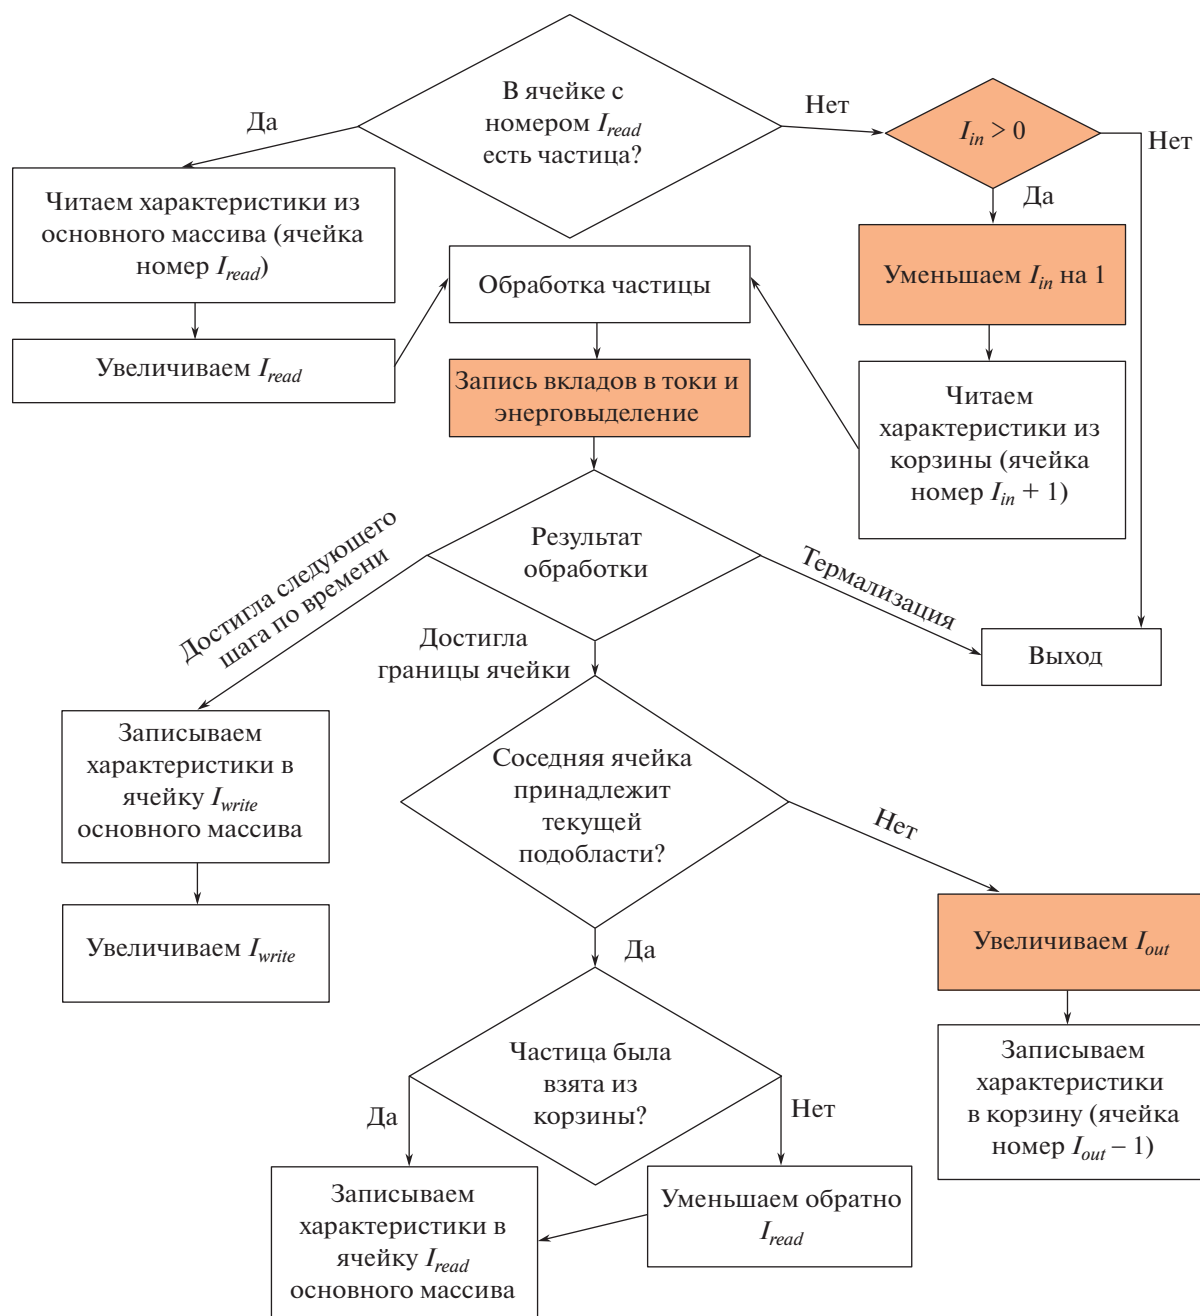 В ячейке с
номером I_read
есть частица?
Да
Нет
I_in > 0
Нет
Да
Читаем характеристики из
основного массива (ячейка
номер I_read)
Увеличиваем I_read
Обработка частицы
Уменьшаем I_in на 1
Запись вкладов в токи и
энерговыделение
Читаем
характеристики из
корзины (ячейка
номер I_in + 1)
Результат
обработки
Достигла следующего
шага по времени
Достигла
границы ячейки
Термализация
Выход
Записываем
характеристики в
ячейку I_write
основного массива
Увеличиваем I_write
Соседняя ячейка
принадлежит
текущей
подобласти?
Нет
Да
Увеличиваем I_out
Записываем
характеристики
в корзину (ячейка
номер I_out – 1)
Частица была
взята из
корзины?
Да
Нет
Записываем
характеристики в
ячейку I_read
основного массива
Уменьшаем обратно
I_read